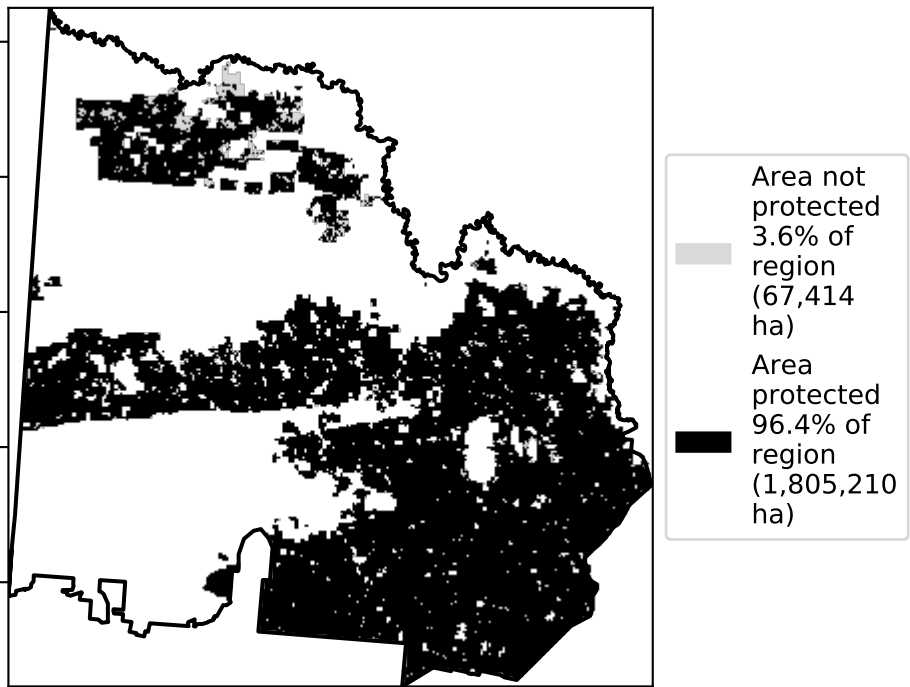 Area not
protected
3.6% of
region
(67,414
ha)
Area
protected
96.4% of
region
(1,805,210
ha)